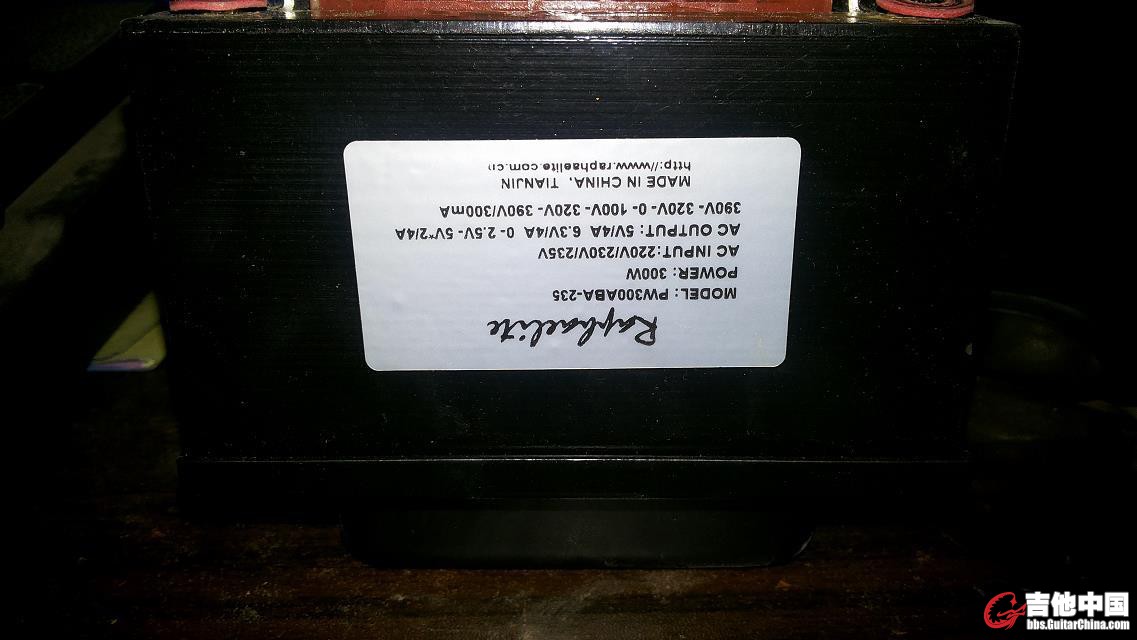 Raphaelite
MODEL: PW300ABA-235
POWER: 300W
AC INPUT:220V/230V/235V
AC OUTPUT: 5V/4A 6.3V/4A 0- 2.5V- 5V*2/4A
390V- 320V- 0- 100V- 320V- 390V/300mA
MADE IN CHINA, TIANJIN
http://www.raphaelite.com.cn
吉他中国
bbs.GuitarChina.com